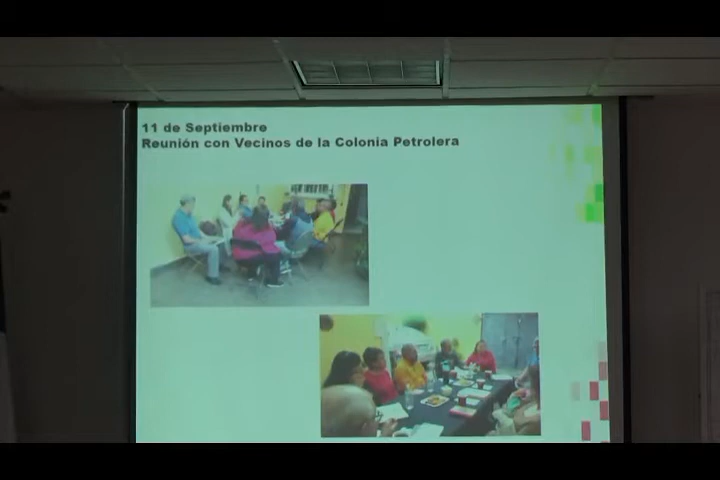 11 de Septiembre
Reunión con Vecinos de la Colonia Petrolera